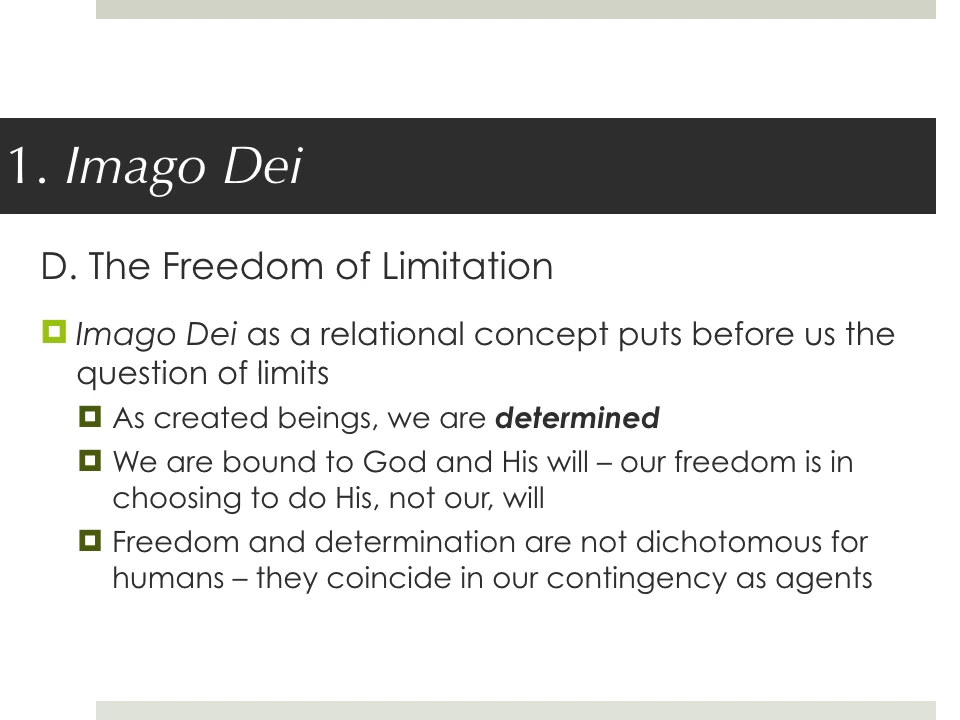 1. Imago Dei
D. The Freedom of Limitation
Imago Dei as a relational concept puts before us the
question of limits
As created beings, we are determined
We are bound to God and His will – our freedom is in
choosing to do His, not our, will
Freedom and determination are not dichotomous for
humans – they coincide in our contingency as agents